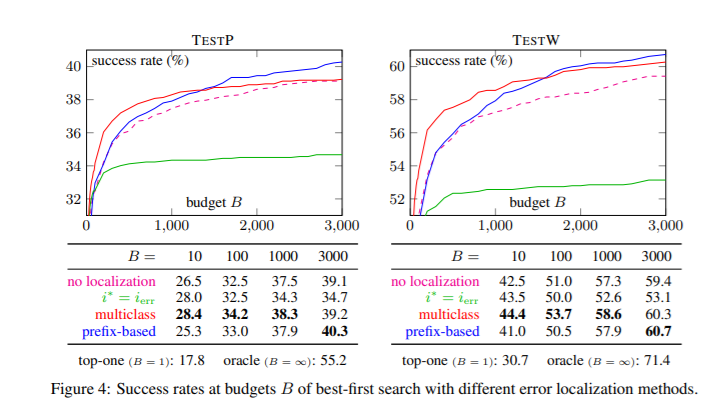 TESTP
success rate (%)
40
38
36
34
32
budget B
0 1,000 2,000 3,000
B = 10 100 1000 3000
no localization 26.5 32.5 37.5 39.1
i* = i_err 28.0 32.5 34.3 34.7
multiclass 28.4 34.2 38.3 39.2
prefix-based 25.3 33.0 37.9 40.3
top-one (B = 1): 17.8 oracle (B = ∞): 55.2
TESTW
success rate (%)
60
58
56
54
52
budget B
0 1,000 2,000 3,000
B = 10 100 1000 3000
no localization 42.5 51.0 57.3 59.4
i* = i_err 43.5 50.0 52.6 53.1
multiclass 44.4 53.7 58.6 60.3
prefix-based 41.0 50.5 57.9 60.7
top-one (B = 1): 30.7 oracle (B = ∞): 71.4
Figure 4: Success rates at budgets B of best-first search with different error localization methods.